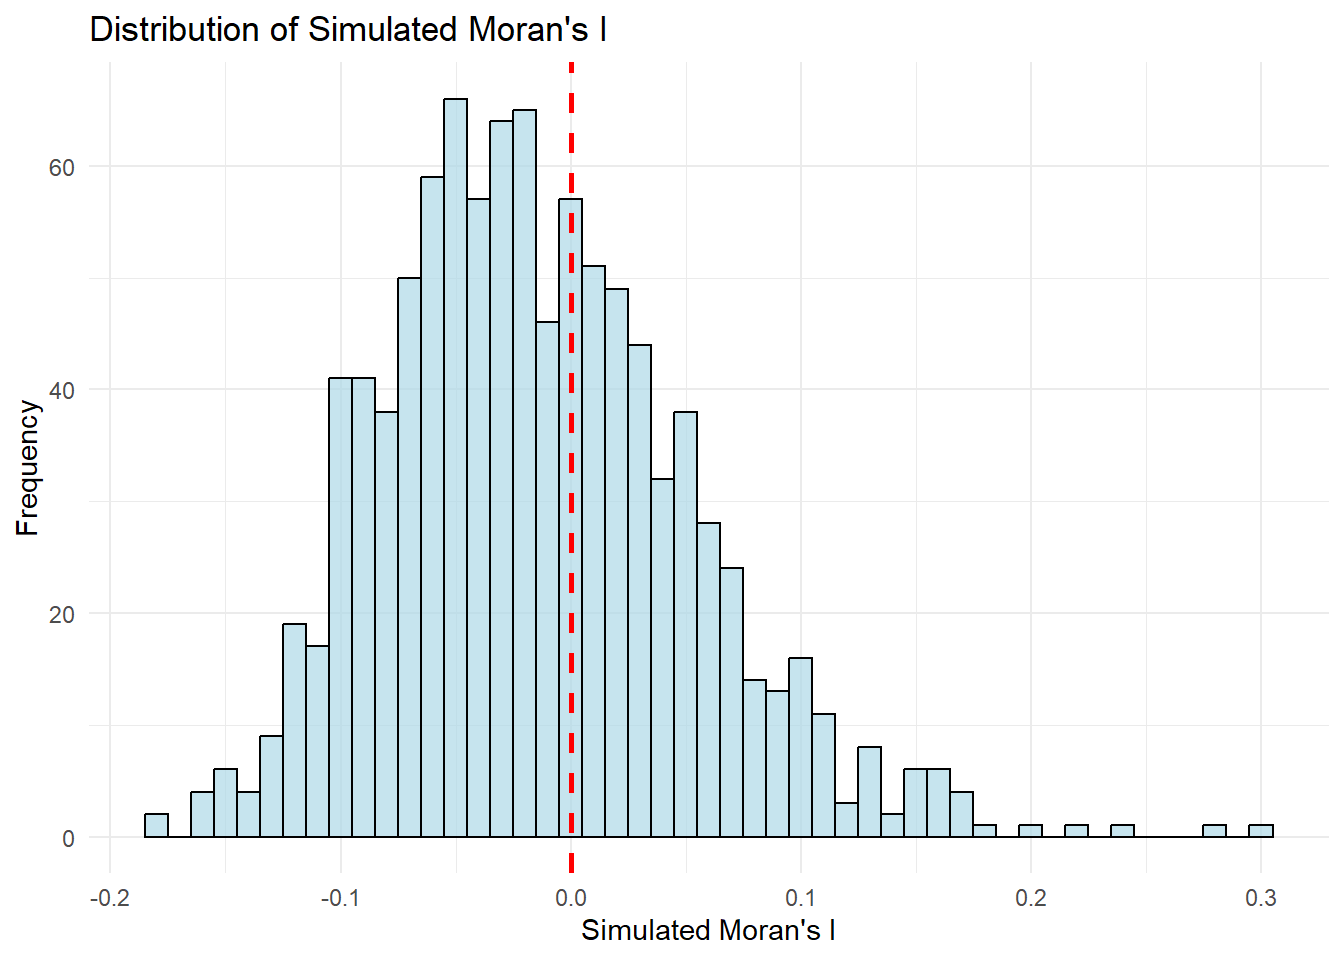 Distribution of Simulated Moran's I
60
40
20
0
Frequency
-0.2 -0.1 0.0 0.1 0.2 0.3
Simulated Moran's I